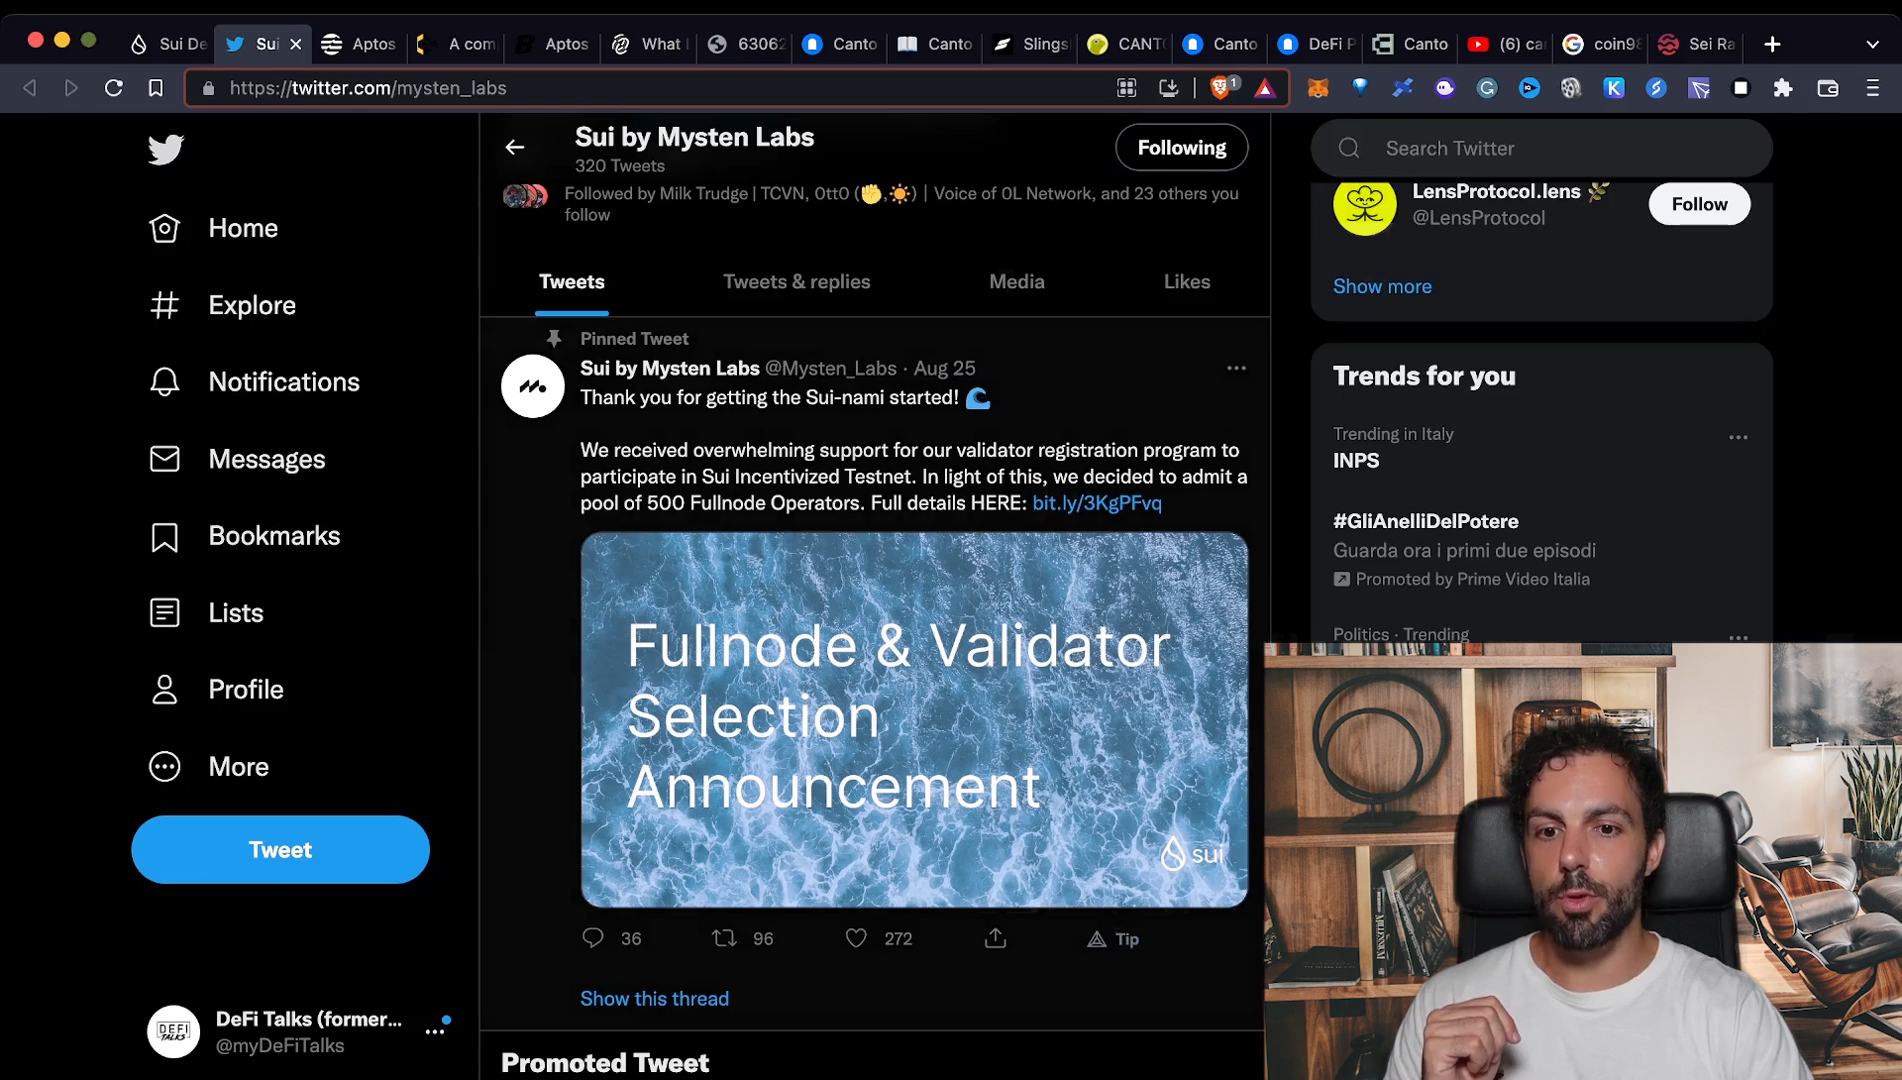 Sui De
Sui
Aptos
A com
Aptos
What
63062
Canto
Canto
Sling
CANT
Canto
DeFi P
Canto
(6) ca
coin98
Sei Ra
https://twitter.com/mysten_labs
1
Sui by Mysten Labs
320 Tweets
Following
Followed by Milk Trudge | TCVN, 0tt0 (✊,☀️) | Voice of 0L Network, and 23 others you
follow
Tweets
Tweets & replies
Media
Likes
Home
Explore
Notifications
Messages
Bookmarks
Lists
Profile
More
Tweet
DEFI
TALKS
DeFi Talks (former...
@myDeFiTalks
Pinned Tweet
Sui by Mysten Labs @Mysten_Labs · Aug 25
Thank you for getting the Sui-nami started! 🌊
We received overwhelming support for our validator registration program to
participate in Sui Incentivized Testnet. In light of this, we decided to admit a
pool of 500 Fullnode Operators. Full details HERE: bit.ly/3KgPFvq
Fullnode & Validator
Selection
Announcement
sui
36
96
272
Tip
Show this thread
Promoted Tweet
Search Twitter
LensProtocol.lens 🌿
@LensProtocol
Follow
Show more
Trends for you
Trending in Italy
INPS
#GliAnelliDelPotere
Guarda ora i primi due episodi
Promoted by Prime Video Italia
Politics · Trending